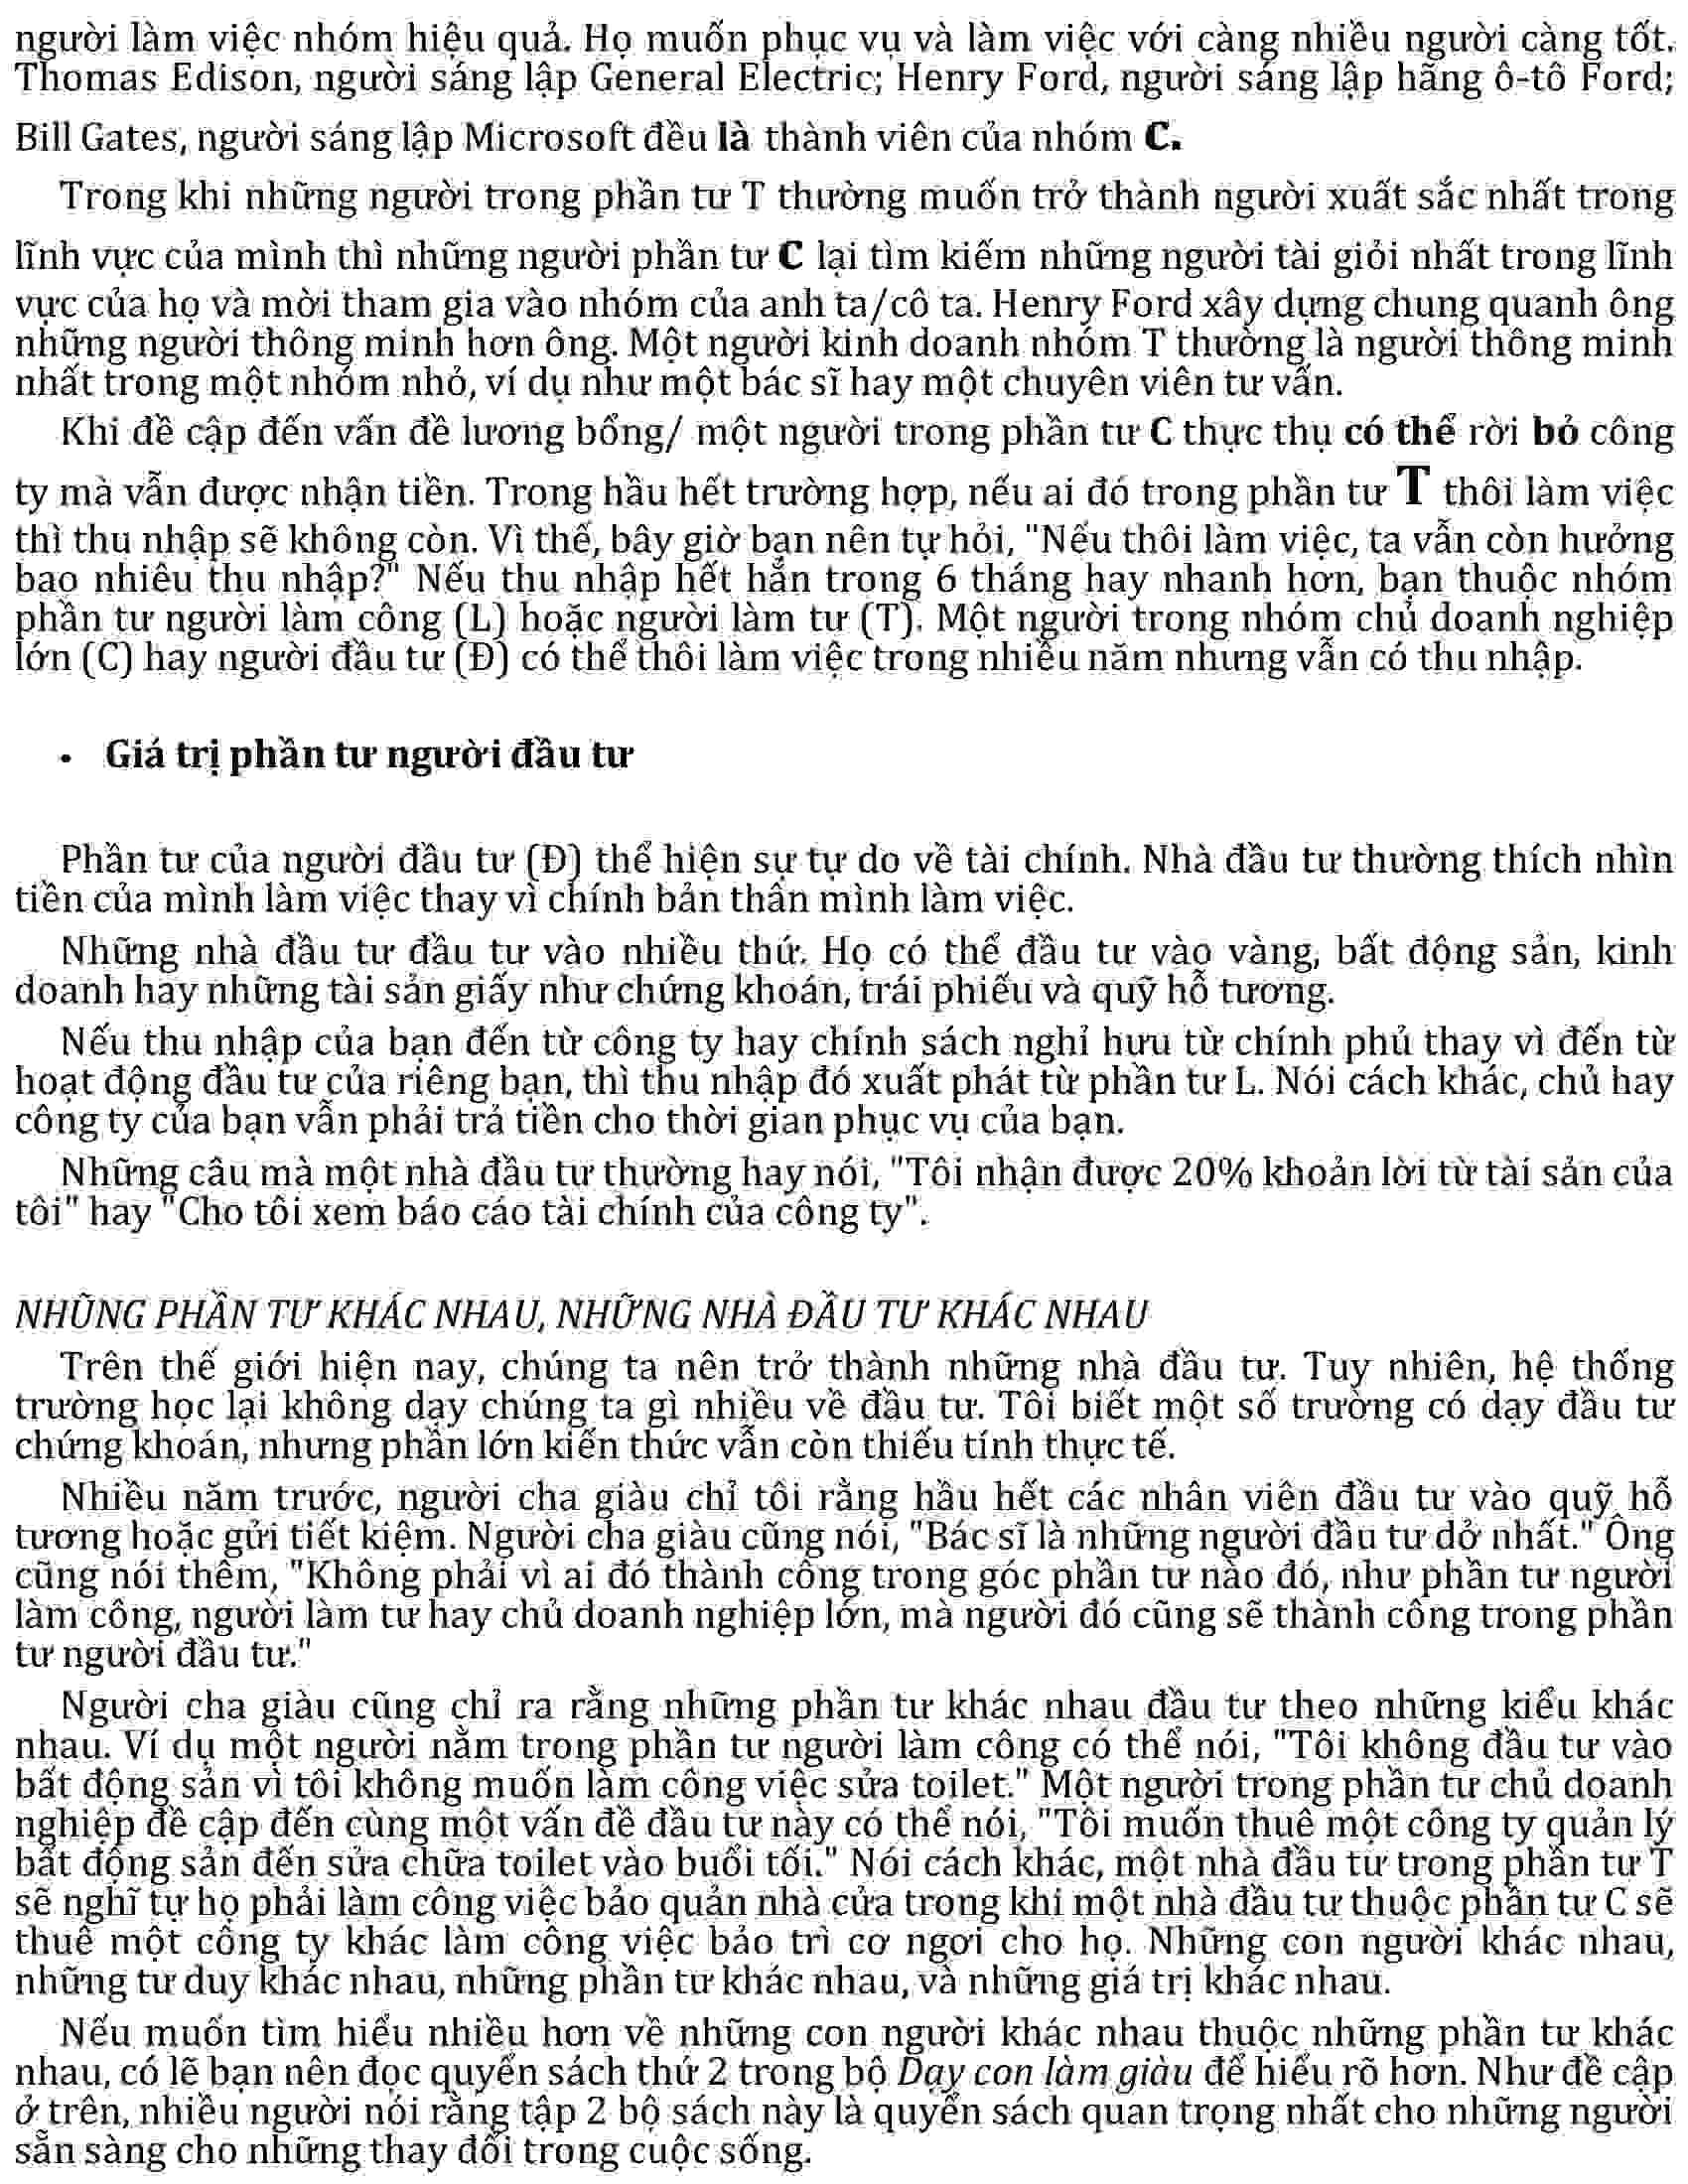 người làm việc nhóm hiệu quả. Họ muốn phục vụ và làm việc với càng nhiều người càng tốt.
Thomas Edison, người sáng lập General Electric; Henry Ford, người sáng lập hãng ô-tô Ford;
Bill Gates, người sáng lập Microsoft đều là thành viên của nhóm C.
Trong khi những người trong phần tư T thường muốn trở thành người xuất sắc nhất trong
lĩnh vực của mình thì những người phần tư C lại tìm kiếm những người tài giỏi nhất trong lĩnh
vực của họ và mời tham gia vào nhóm của anh ta/cô ta. Henry Ford xây dựng chung quanh ông
những người thông minh hơn ông. Một người kinh doanh nhóm T thường là người thông minh
nhất trong một nhóm nhỏ, ví dụ như một bác sĩ hay một chuyên viên tư vấn.
Khi đề cập đến vấn đề lương bổng/ một người trong phần tư C thực thụ có thể rời bỏ công
ty mà vẫn được nhận tiền. Trong hầu hết trường hợp, nếu ai đó trong phần tư T thôi làm việc
thì thu nhập sẽ không còn. Vì thế, bây giờ bạn nên tự hỏi, "Nếu thôi làm việc, ta vẫn còn hưởng
bao nhiêu thu nhập?" Nếu thu nhập hết hẳn trong 6 tháng hay nhanh hơn, bạn thuộc nhóm
phần tư người làm công (L) hoặc người làm tư (T). Một người trong nhóm chủ doanh nghiệp
lớn (C) hay người đầu tư (Đ) có thể thôi làm việc trong nhiều năm nhưng vẫn có thu nhập.
• Giá trị phần tư người đầu tư
Phần tư của người đầu tư (Đ) thể hiện sự tự do về tài chính. Nhà đầu tư thường thích nhìn
tiền của mình làm việc thay vì chính bản thân mình làm việc.
Những nhà đầu tư đầu tư vào nhiều thứ. Họ có thể đầu tư vào vàng, bất động sản, kinh
doanh hay những tài sản giấy như chứng khoán, trái phiếu và quỹ hỗ tương.
Nếu thu nhập của bạn đến từ công ty hay chính sách nghỉ hưu từ chính phủ thay vì đến từ
hoạt động đầu tư của riêng bạn, thì thu nhập đó xuất phát từ phần tư L. Nói cách khác, chủ hay
công ty của bạn vẫn phải trả tiền cho thời gian phục vụ của bạn.
Những câu mà một nhà đầu tư thường hay nói, "Tôi nhận được 20% khoản lời từ tài sản của
tôi" hay "Cho tôi xem báo cáo tài chính của công ty".
NHŨNG PHẦN TƯ KHÁC NHAU, NHỮNG NHÀ ĐẦU TƯ KHÁC NHAU
Trên thế giới hiện nay, chúng ta nên trở thành những nhà đầu tư. Tuy nhiên, hệ thống
trường học lại không dạy chúng ta gì nhiều về đầu tư. Tôi biết một số trường có dạy đầu tư
chứng khoán, nhưng phần lớn kiến thức vẫn còn thiếu tính thực tế.
Nhiều năm trước, người cha giàu chỉ tôi rằng hầu hết các nhân viên đầu tư vào quỹ hỗ
tương hoặc gửi tiết kiệm. Người cha giàu cũng nói, "Bác sĩ là những người đầu tư dở nhất." Ông
cũng nói thêm, "Không phải vì ai đó thành công trong góc phần tư nào đó, như phần tư người
làm công, người làm tư hay chủ doanh nghiệp lớn, mà người đó cũng sẽ thành công trong phần
tư người đầu tư."
Người cha giàu cũng chỉ ra rằng những phần tư khác nhau đầu tư theo những kiểu khác
nhau. Ví dụ một người nằm trong phần tư người làm công có thể nói, "Tôi không đầu tư vào
bất động sản vì tôi không muốn làm công việc sửa toilet." Một người trong phần tư chủ doanh
nghiệp đề cập đến cùng một vấn đề đầu tư này có thể nói, "Tôi muốn thuê một công ty quản lý
bất động sản đến sửa chữa toilet vào buổi tối." Nói cách khác, một nhà đầu tư trong phần tư T
sẽ nghĩ tự họ phải làm công việc bảo quản nhà cửa trong khi một nhà đầu tư thuộc phần tư C sẽ
thuê một công ty khác làm công việc bảo trì cơ ngơi cho họ. Những con người khác nhau,
những tư duy khác nhau, những phần tư khác nhau, và những giá trị khác nhau.
Nếu muốn tìm hiểu nhiều hơn về những con người khác nhau thuộc những phần tư khác
nhau, có lẽ bạn nên đọc quyển sách thứ 2 trong bộ Dạy con làm giàu để hiểu rõ hơn. Như đề cập
ở trên, nhiều người nói rằng tập 2 bộ sách này là quyển sách quan trọng nhất cho những người
sẵn sàng cho những thay đổi trong cuộc sống.